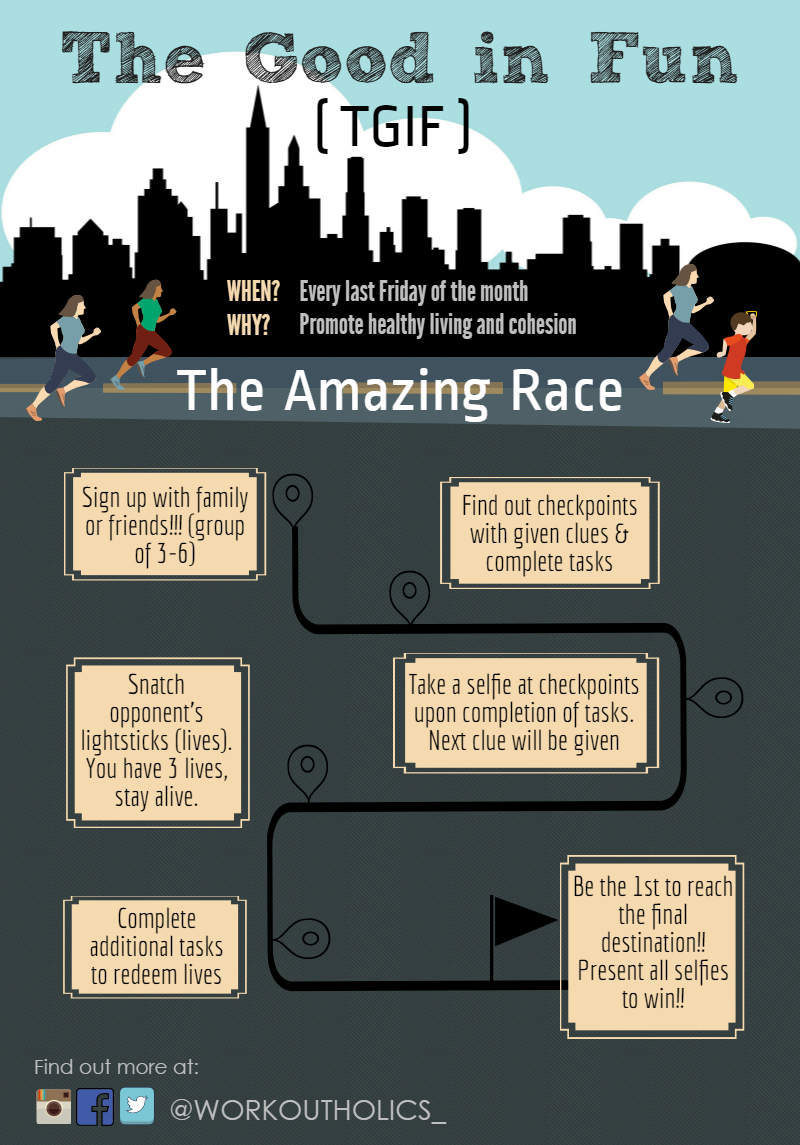 The Good in Fun
( TGIF )
WHEN? Every last Friday of the month
WHY? Promote healthy living and cohesion
The Amazing Race
Sign up with family
or friends!!! (group
of 3-6)
Find out checkpoints
with given clues &
complete tasks
Take a selfie at checkpoints
upon completion of tasks.
Next clue will be given
Snatch
opponent's
lightsticks (lives).
You have 3 lives,
stay alive.
Complete
additional tasks
to redeem lives
Be the 1st to reach
the final
destination!!
Present all selfies
to win!!
Find out more at:
@WORKOUTHOLICS_